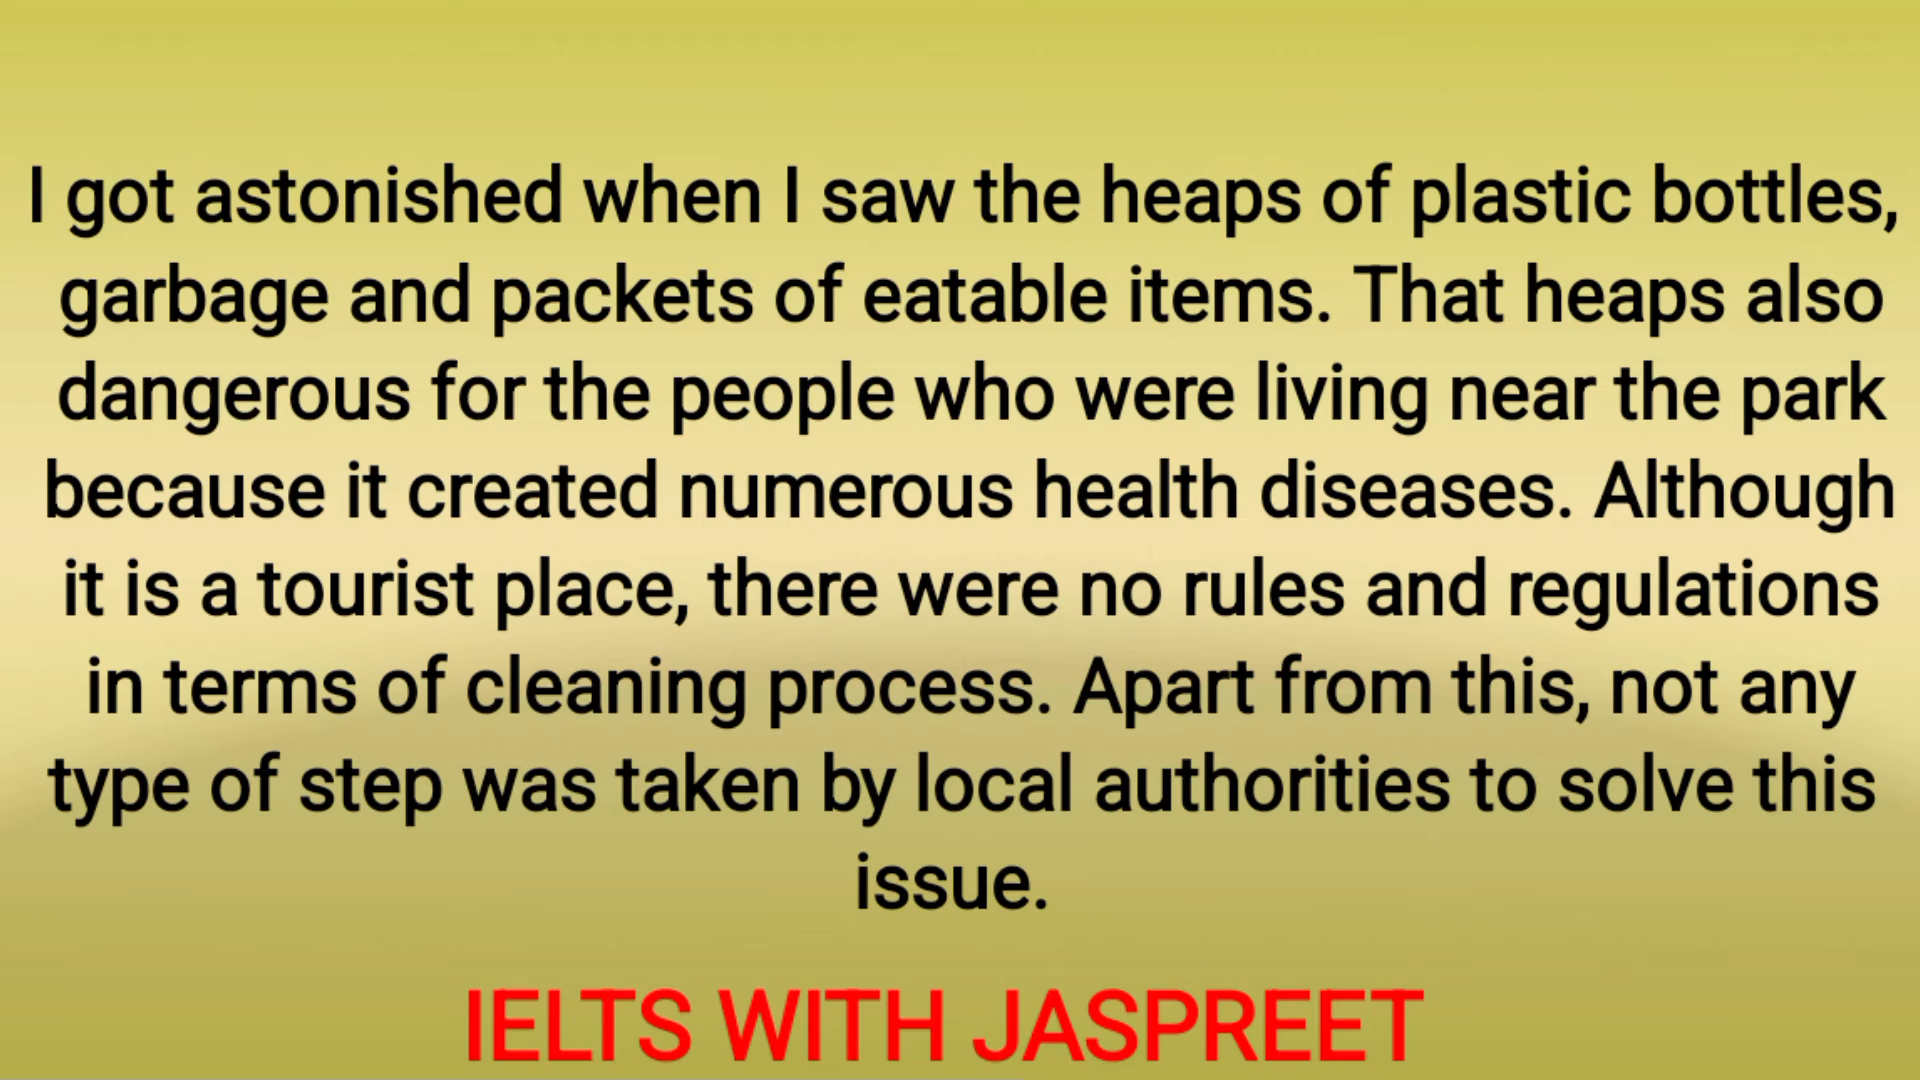 I got astonished when I saw the heaps of plastic bottles,
garbage and packets of eatable items. That heaps also
dangerous for the people who were living near the park
because it created numerous health diseases. Although
it is a tourist place, there were no rules and regulations
in terms of cleaning process. Apart from this, not any
type of step was taken by local authorities to solve this
issue.
IELTS WITH JASPREET